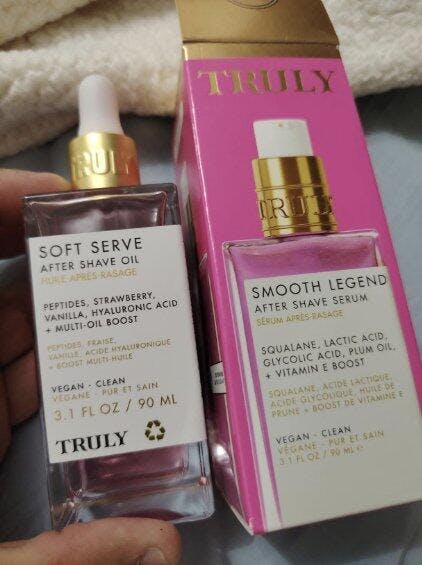 TRULY
SOFT SERVE
AFTER SHAVE OIL
HUILE APRÈS-RASAGE
PEPTIDES, STRAWBERRY,
VANILLA, HYALURONIC ACID
+ MULTI-OIL BOOST
PEPTIDES, FRAISE,
VANILLE, ACIDE HYALURONIQUE
+ BOOST MULTI-HUILE
VEGAN - CLEAN
VÉGANE - PUR ET SAIN
3.1 FL OZ / 90 ML
TRULY
TRULY
TRULY
SMOOTH LEGEND
AFTER SHAVE SERUM
SÉRUM APRÈS-RASAGE
SQUALANE, LACTIC ACID,
GLYCOLIC ACID, PLUM OIL,
+ VITAMIN E BOOST
SQUALANE, ACIDE LACTIQUE,
ACIDE GLYCOLIQUE, HUILE DE
PRUNE + BOOST DE VITAMINE E
VEGAN - CLEAN
VÉGANE - PUR ET SAIN
3.1 FL OZ / 90 ML e